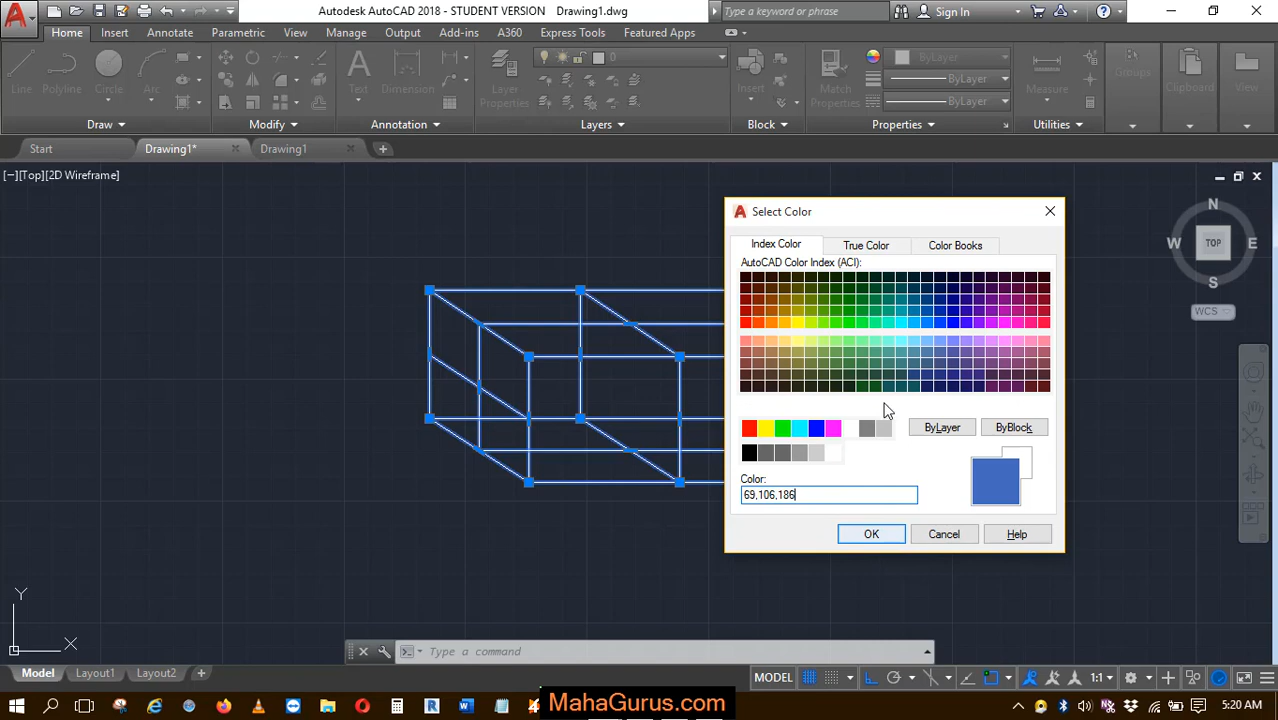 Autodesk AutoCAD 2018 - STUDENT VERSION Drawing1.dwg
Type a keyword or phrase
Sign In
Home Insert Annotate Parametric View Manage Output Add-ins A360 Express Tools Featured Apps
Line Polyline Circle Arc
Text Dimension
Layer Properties
0
Insert
Match Properties
ByLayer
ByLayer
ByLayer
Measure
Groups
Clipboard
View
Draw Modify Annotation Layers Block Properties Utilities
Start Drawing1* Drawing1
[−][Top][2D Wireframe]
N
W TOP E
S
WCS
Select Color
Index Color True Color Color Books
AutoCAD Color Index (ACI):
ByLayer ByBlock
Color:
69,106,186
OK Cancel Help
Y
X
Type a command
Model Layout1 Layout2
MODEL 1:1
MahaGurus.com
5:20 AM